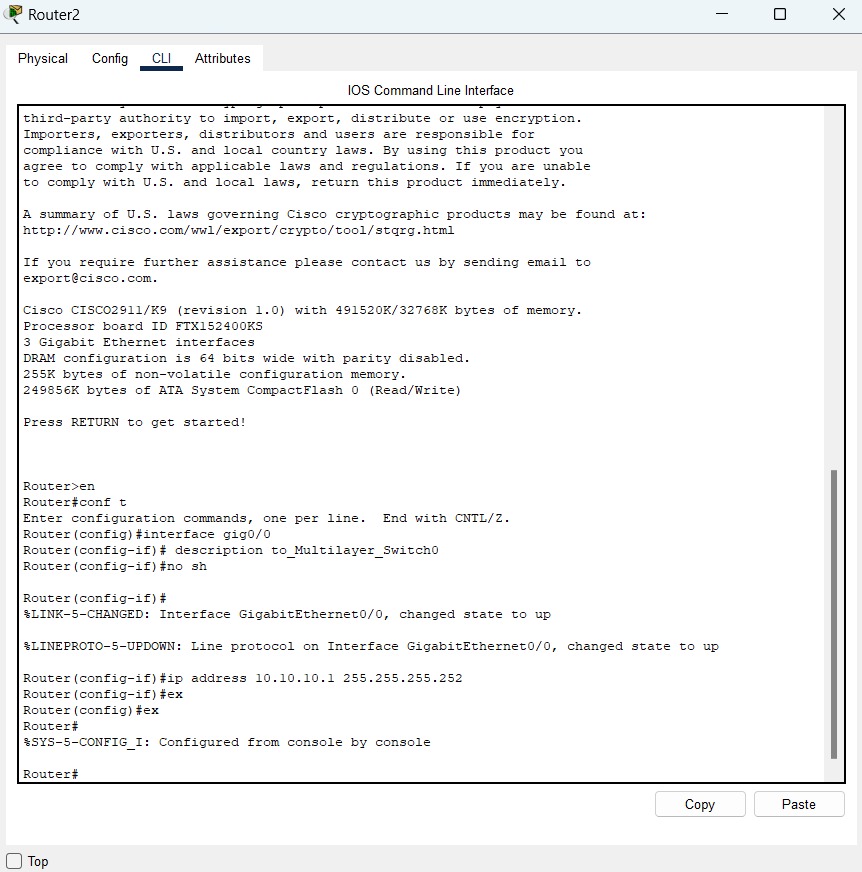 Router2
Physical Config CLI Attributes
IOS Command Line Interface
third-party authority to import, export, distribute or use encryption.
Importers, exporters, distributors and users are responsible for
compliance with U.S. and local country laws. By using this product you
agree to comply with applicable laws and regulations. If you are unable
to comply with U.S. and local laws, return this product immediately.
A summary of U.S. laws governing Cisco cryptographic products may be found at:
http://www.cisco.com/wwl/export/crypto/tool/stqrg.html
If you require further assistance please contact us by sending email to
export@cisco.com.
Cisco CISCO2911/K9 (revision 1.0) with 491520K/32768K bytes of memory.
Processor board ID FTX152400KS
3 Gigabit Ethernet interfaces
DRAM configuration is 64 bits wide with parity disabled.
255K bytes of non-volatile configuration memory.
249856K bytes of ATA System CompactFlash 0 (Read/Write)
Press RETURN to get started!
Router>en
Router#conf t
Enter configuration commands, one per line.  End with CNTL/Z.
Router(config)#interface gig0/0
Router(config-if)# description to_Multilayer_Switch0
Router(config-if)#no sh
Router(config-if)#
%LINK-5-CHANGED: Interface GigabitEthernet0/0, changed state to up
%LINEPROTO-5-UPDOWN: Line protocol on Interface GigabitEthernet0/0, changed state to up
Router(config-if)#ip address 10.10.10.1 255.255.255.252
Router(config-if)#ex
Router(config)#ex
Router#
%SYS-5-CONFIG_I: Configured from console by console
Router#
Copy Paste
Top